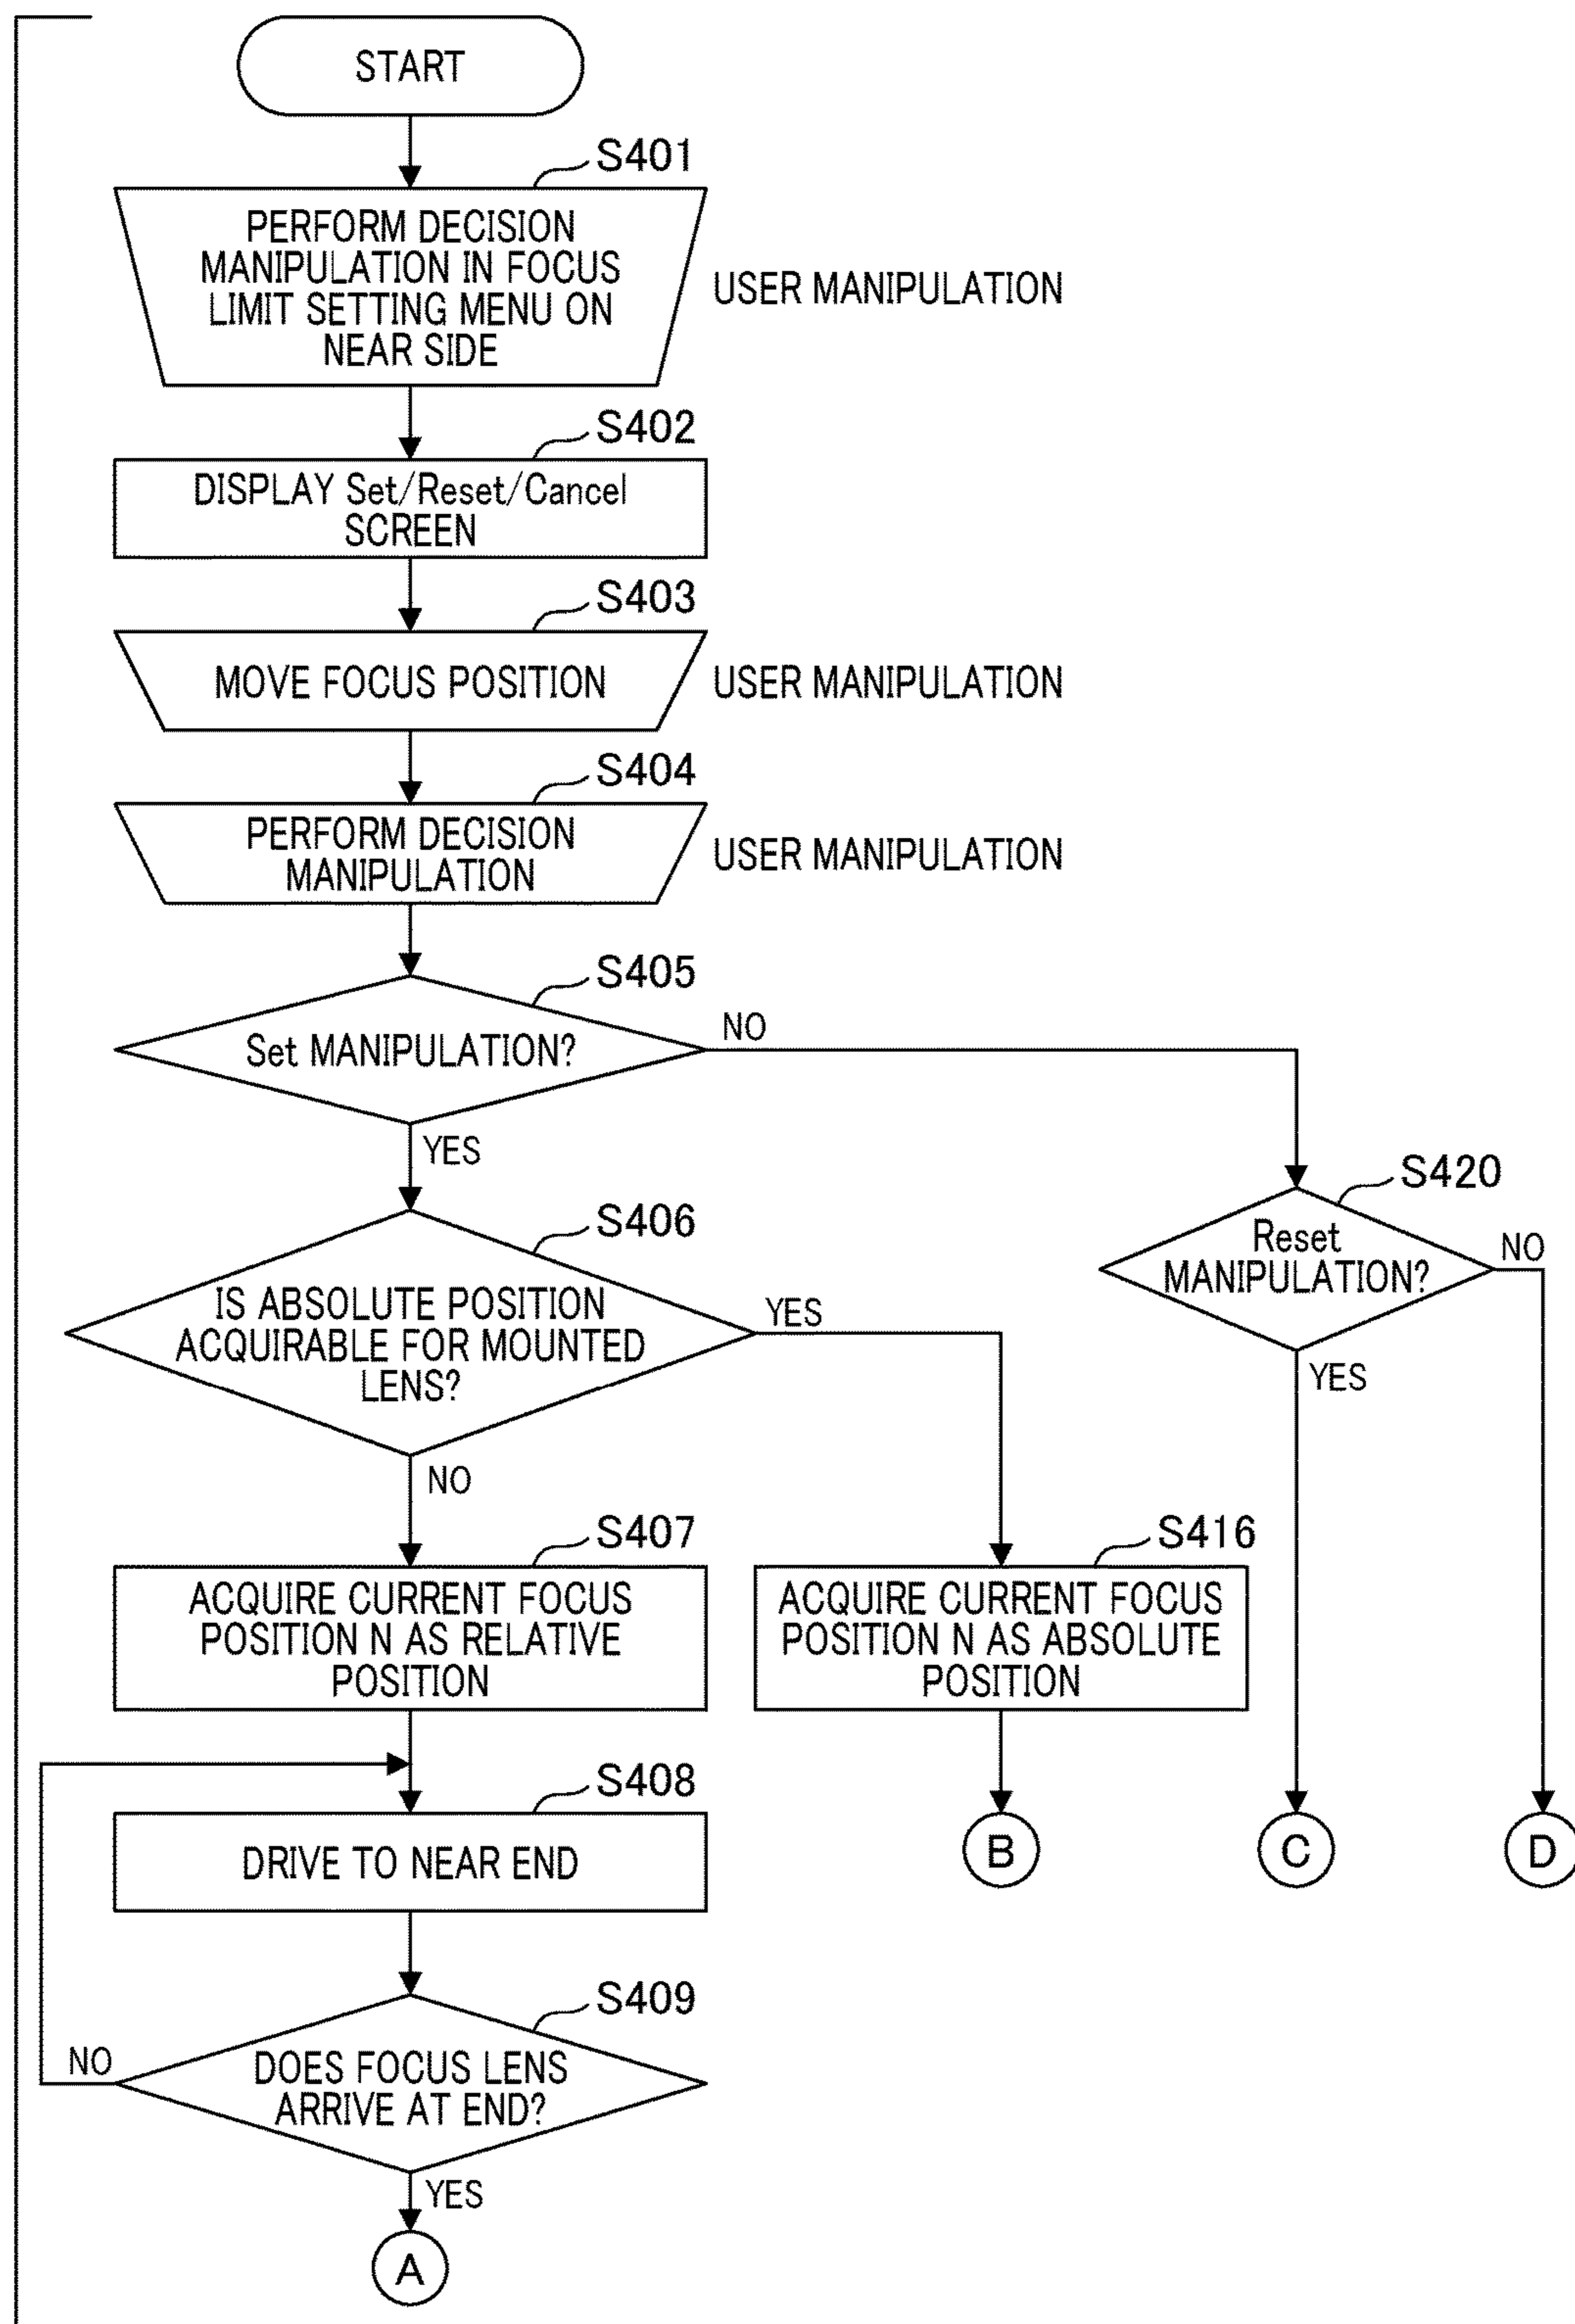 START
S401
PERFORM DECISION
MANIPULATION IN FOCUS
LIMIT SETTING MENU ON
NEAR SIDE
USER MANIPULATION
S402
DISPLAY Set/Reset/Cancel
SCREEN
S403
MOVE FOCUS POSITION
USER MANIPULATION
S404
PERFORM DECISION
MANIPULATION
USER MANIPULATION
S405
Set MANIPULATION?
NO
YES
S420
Reset
MANIPULATION?
NO
YES
S406
IS ABSOLUTE POSITION
ACQUIRABLE FOR MOUNTED
LENS?
YES
NO
S407
ACQUIRE CURRENT FOCUS
POSITION N AS RELATIVE
POSITION
S416
ACQUIRE CURRENT FOCUS
POSITION N AS ABSOLUTE
POSITION
S408
DRIVE TO NEAR END
B
C
D
S409
DOES FOCUS LENS
ARRIVE AT END?
NO
YES
A